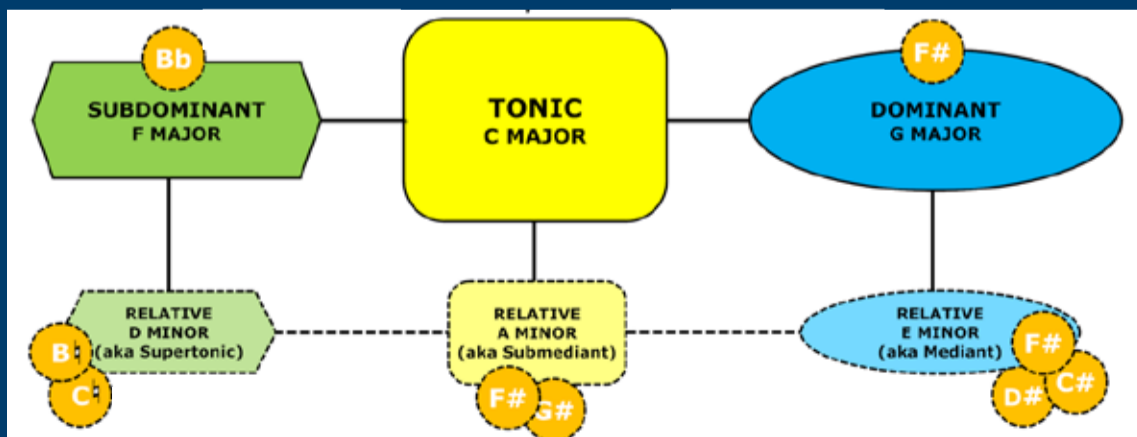 Bb
SUBDOMINANT
F MAJOR
TONIC
C MAJOR
F#
DOMINANT
G MAJOR
RELATIVE
D MINOR
(aka Supertonic)
B♮
C♮
RELATIVE
A MINOR
(aka Submediant)
F#
G#
RELATIVE
E MINOR
(aka Mediant)
F#
D#
C#